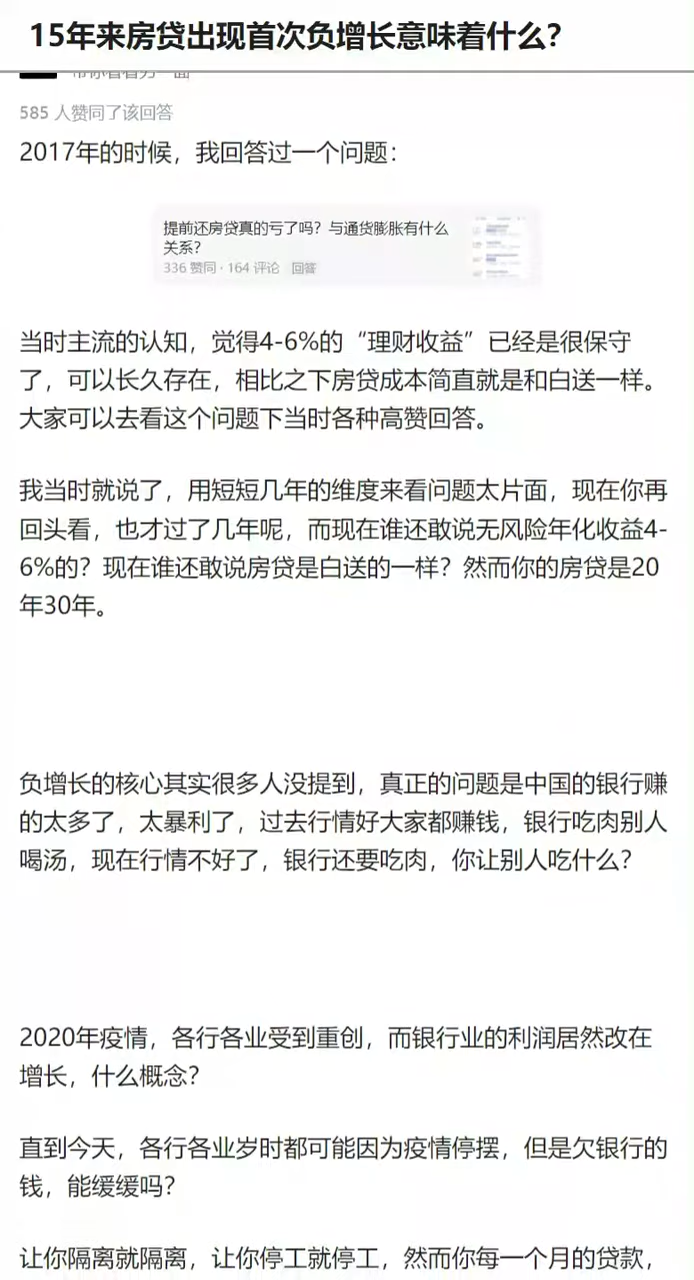 15年来房贷出现首次负增长意味着什么？
585 人赞同了该回答
2017年的时候，我回答过一个问题：
提前还房贷真的亏了吗？与通货膨胀有什么
关系？
336 赞同 · 164 评论 回答
当时主流的认知，觉得4-6%的“理财收益”已经是很保守
了，可以长久存在，相比之下房贷成本简直就是和白送一样。
大家可以去看这个问题下当时各种高赞回答。
我当时就说了，用短短几年的维度来看问题太片面，现在你再
回头看，也才过了几年呢，而现在谁还敢说无风险年化收益4-
6%的？现在谁还敢说房贷是白送的一样？然而你的房贷是20
年30年。
负增长的核心其实很多人没提到，真正的问题是中国的银行赚
的太多了，太暴利了，过去行情好大家都赚钱，银行吃肉别人
喝汤，现在行情不好了，银行还要吃肉，你让别人吃什么？
2020年疫情，各行各业受到重创，而银行业的利润居然改在
增长，什么概念？
直到今天，各行各业岁时都可能因为疫情停摆，但是欠银行的
钱，能缓缓吗？
让你隔离就隔离，让你停工就停工，然而你每一个月的贷款，